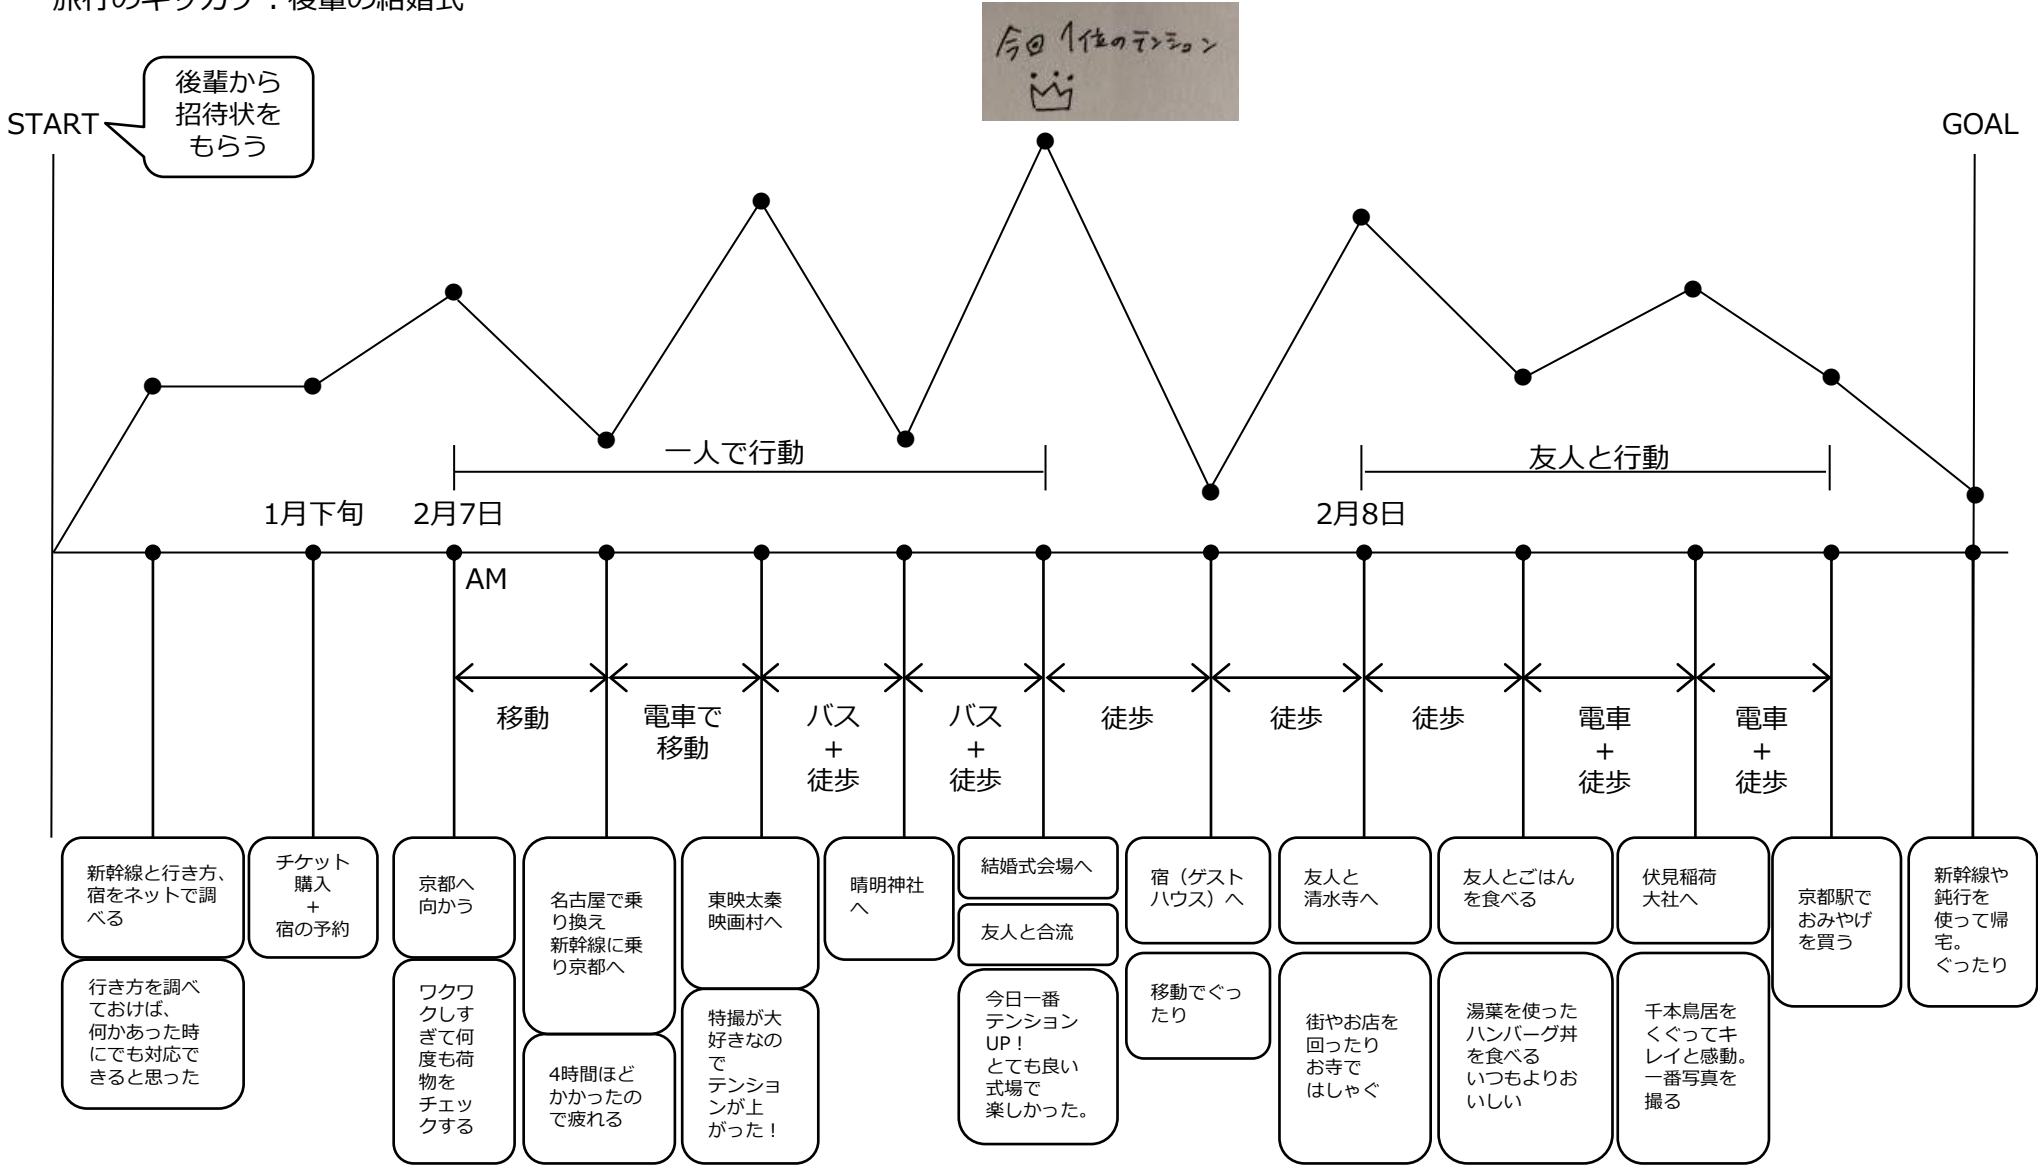 旅行のキッカケ：後輩の結婚式
今回1位のテンション
START
後輩から
招待状を
もらう
GOAL
一人で行動
友人と行動
1月下旬
2月7日
2月8日
AM
移動
電車で
移動
バス
+
徒歩
バス
+
徒歩
徒歩
徒歩
徒歩
電車
+
徒歩
電車
+
徒歩
新幹線と行き方、
宿をネットで調
べる
行き方を調べ
ておけば、
何かあった時
にでも対応で
きると思った
チケット
購入
+
宿の予約
京都へ
向かう
ワクワ
クしす
ぎて何
度も荷
物を
チェッ
クする
名古屋で乗
り換え
新幹線に乗
り京都へ
4時間ほど
かかったの
で疲れる
東映太秦
映画村へ
特撮が大
好きなの
で
テンショ
ンが上
がった！
晴明神社
へ
結婚式会場へ
友人と合流
今日一番
テンション
UP！
とても良い
式場で
楽しかった。
宿（ゲスト
ハウス）へ
移動でぐっ
たり
友人と
清水寺へ
街やお店を
回ったり
お寺で
はしゃぐ
友人とごはん
を食べる
湯葉を使った
ハンバーグ丼
を食べる
いつもよりお
いしい
伏見稲荷
大社へ
千本鳥居を
くぐってキ
レイと感動。
一番写真を
撮る
京都駅で
おみやげ
を買う
新幹線や
鈍行を
使って帰
宅。
ぐったり